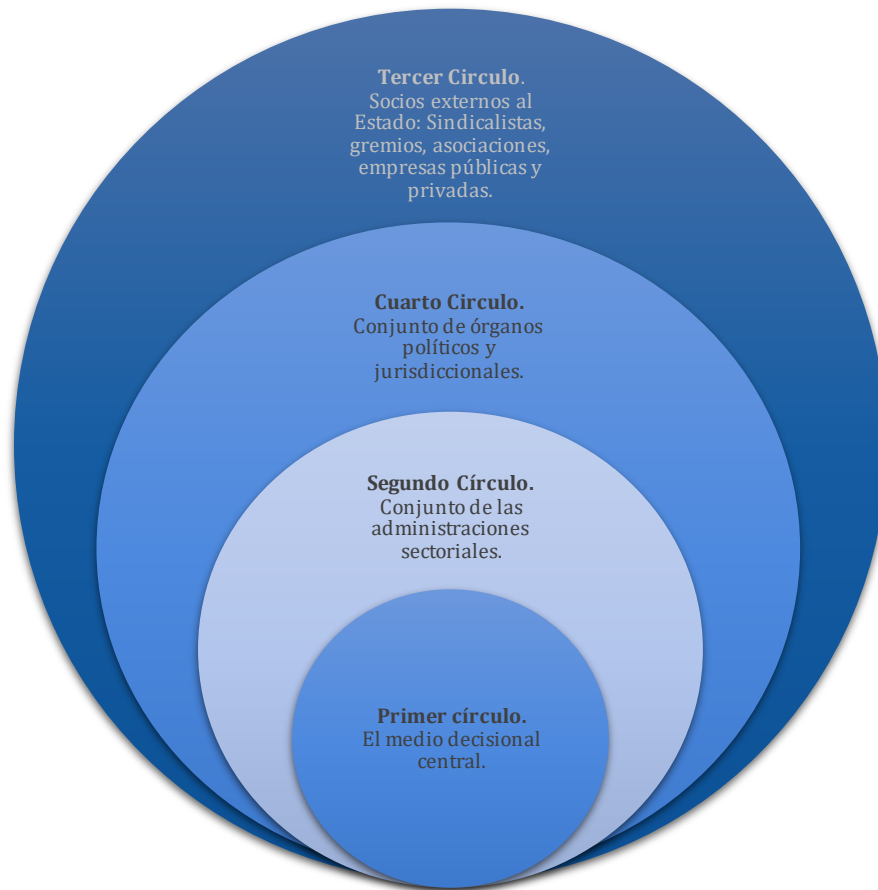 Tercer Circulo.
Socios externos al
Estado: Sindicalistas,
gremios, asociaciones,
empresas públicas y
privadas.
Cuarto Circulo.
Conjunto de órganos
políticos y
jurisdiccionales.
Segundo Círculo.
Conjunto de las
administraciones
sectoriales.
Primer círculo.
El medio decisional
central.